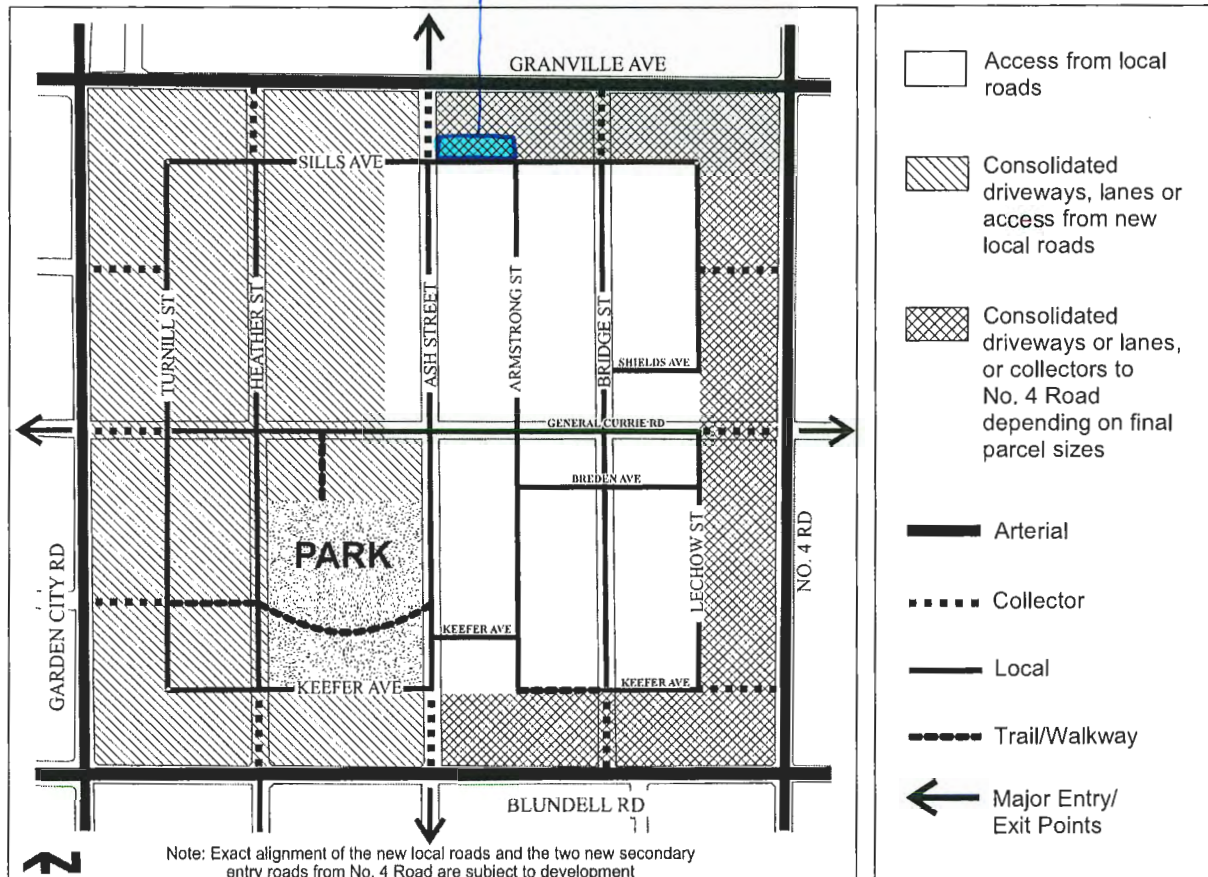 GRANVILLE AVE
SILLS AVE
TURNILL ST
HEATHER ST
ASH STREET
ARMSTRONG ST
BRIDGE ST
SHIELDS AVE
GENERAL CURRIE RD
BREDEN AVE
PARK
GARDEN CITY RD
LECHOW ST
NO. 4 RD
KEEFER AVE
KEEFER AVE
KEEFER AVE
BLUNDELL RD
Note: Exact alignment of the new local roads and the two new secondary
entry roads from No. 4 Road are subject to development
Access from local
roads
Consolidated
driveways, lanes or
access from new
local roads
Consolidated
driveways or lanes,
or collectors to
No. 4 Road
depending on final
parcel sizes
Arterial
Collector
Local
Trail/Walkway
Major Entry/
Exit Points